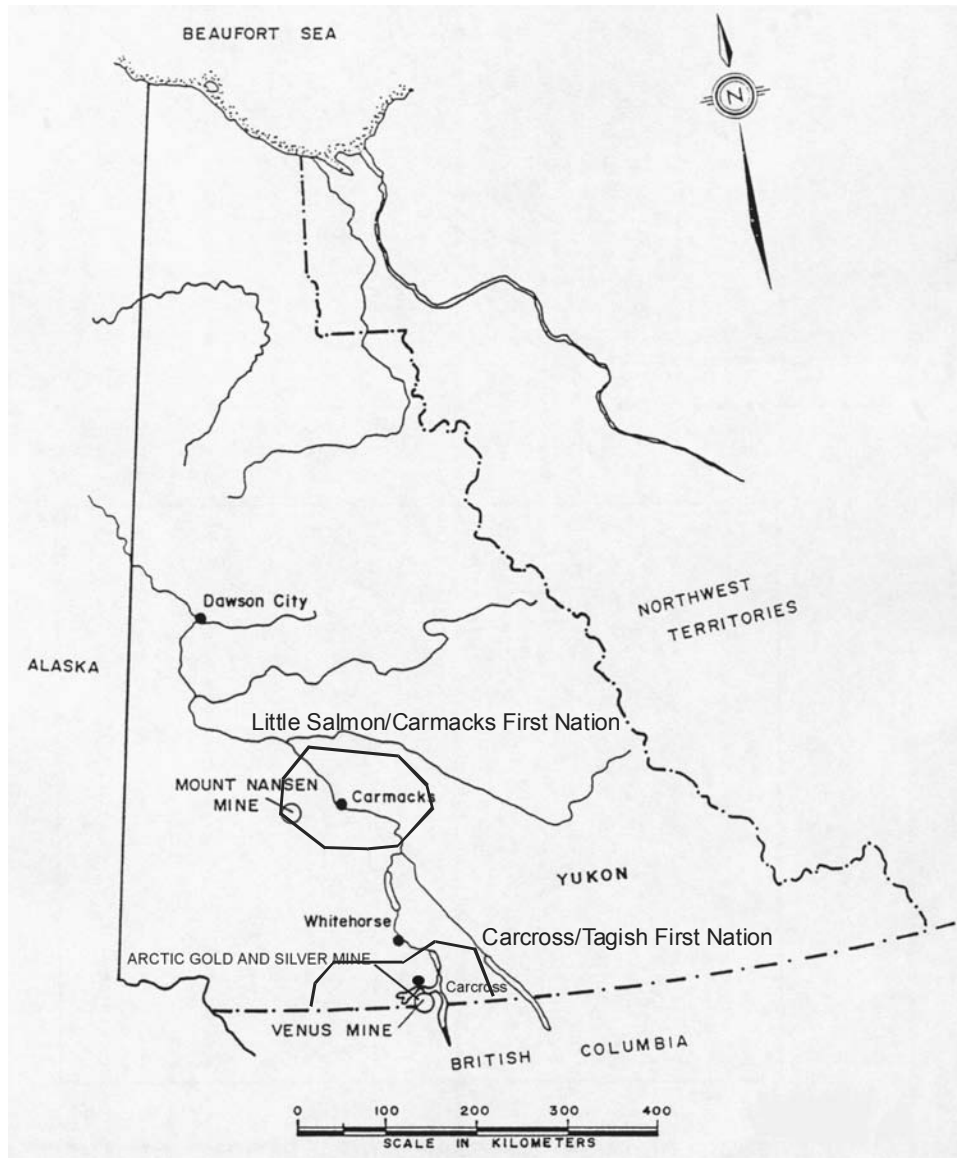 BEAUFORT SEA
N
Dawson City
NORTHWEST
TERRITORIES
ALASKA
Little Salmon/Carmacks First Nation
MOUNT NANSEN
MINE
Carmacks
YUKON
Whitehorse
Carcross/Tagish First Nation
ARCTIC GOLD AND SILVER MINE
Carcross
VENUS MINE
BRITISH COLUMBIA
0 100 200 300 400
SCALE IN KILOMETERS